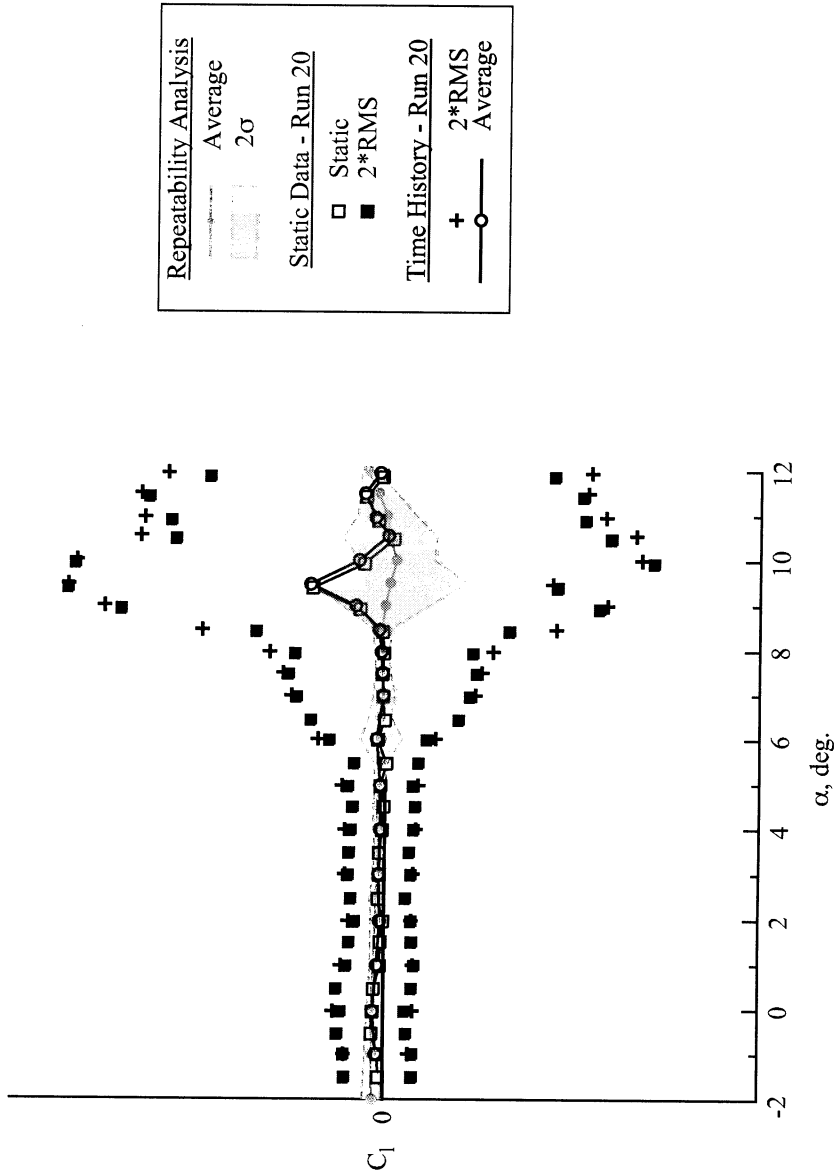 Repeatability Analysis
Average
2σ
Static Data - Run 20
Static
2*RMS
Time History - Run 20
2*RMS
Average
C1
0
-2
0
2
4
6
8
10
12
α, deg.